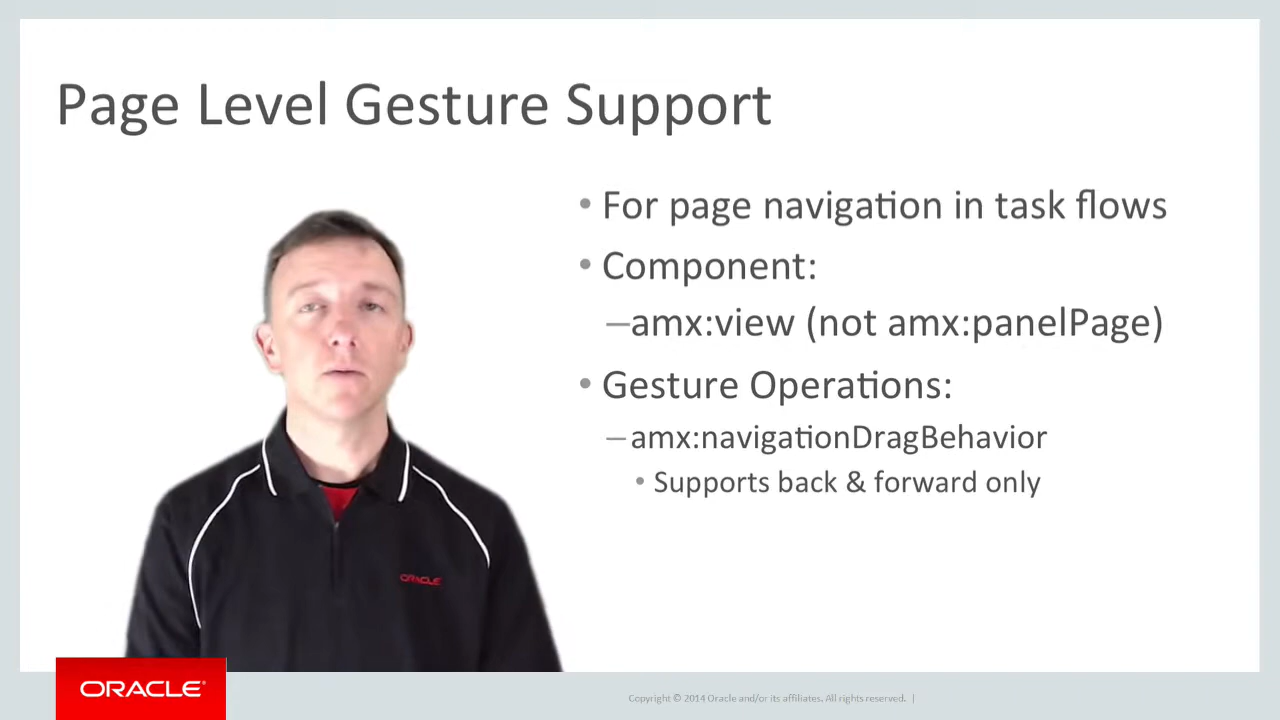 Page Level Gesture Support
• For page navigation in task flows
• Component:
–amx:view (not amx:panelPage)
• Gesture Operations:
–amx:navigationDragBehavior
• Supports back & forward only
ORACLE
ORACLE®
Copyright © 2014 Oracle and/or its affiliates. All rights reserved. |